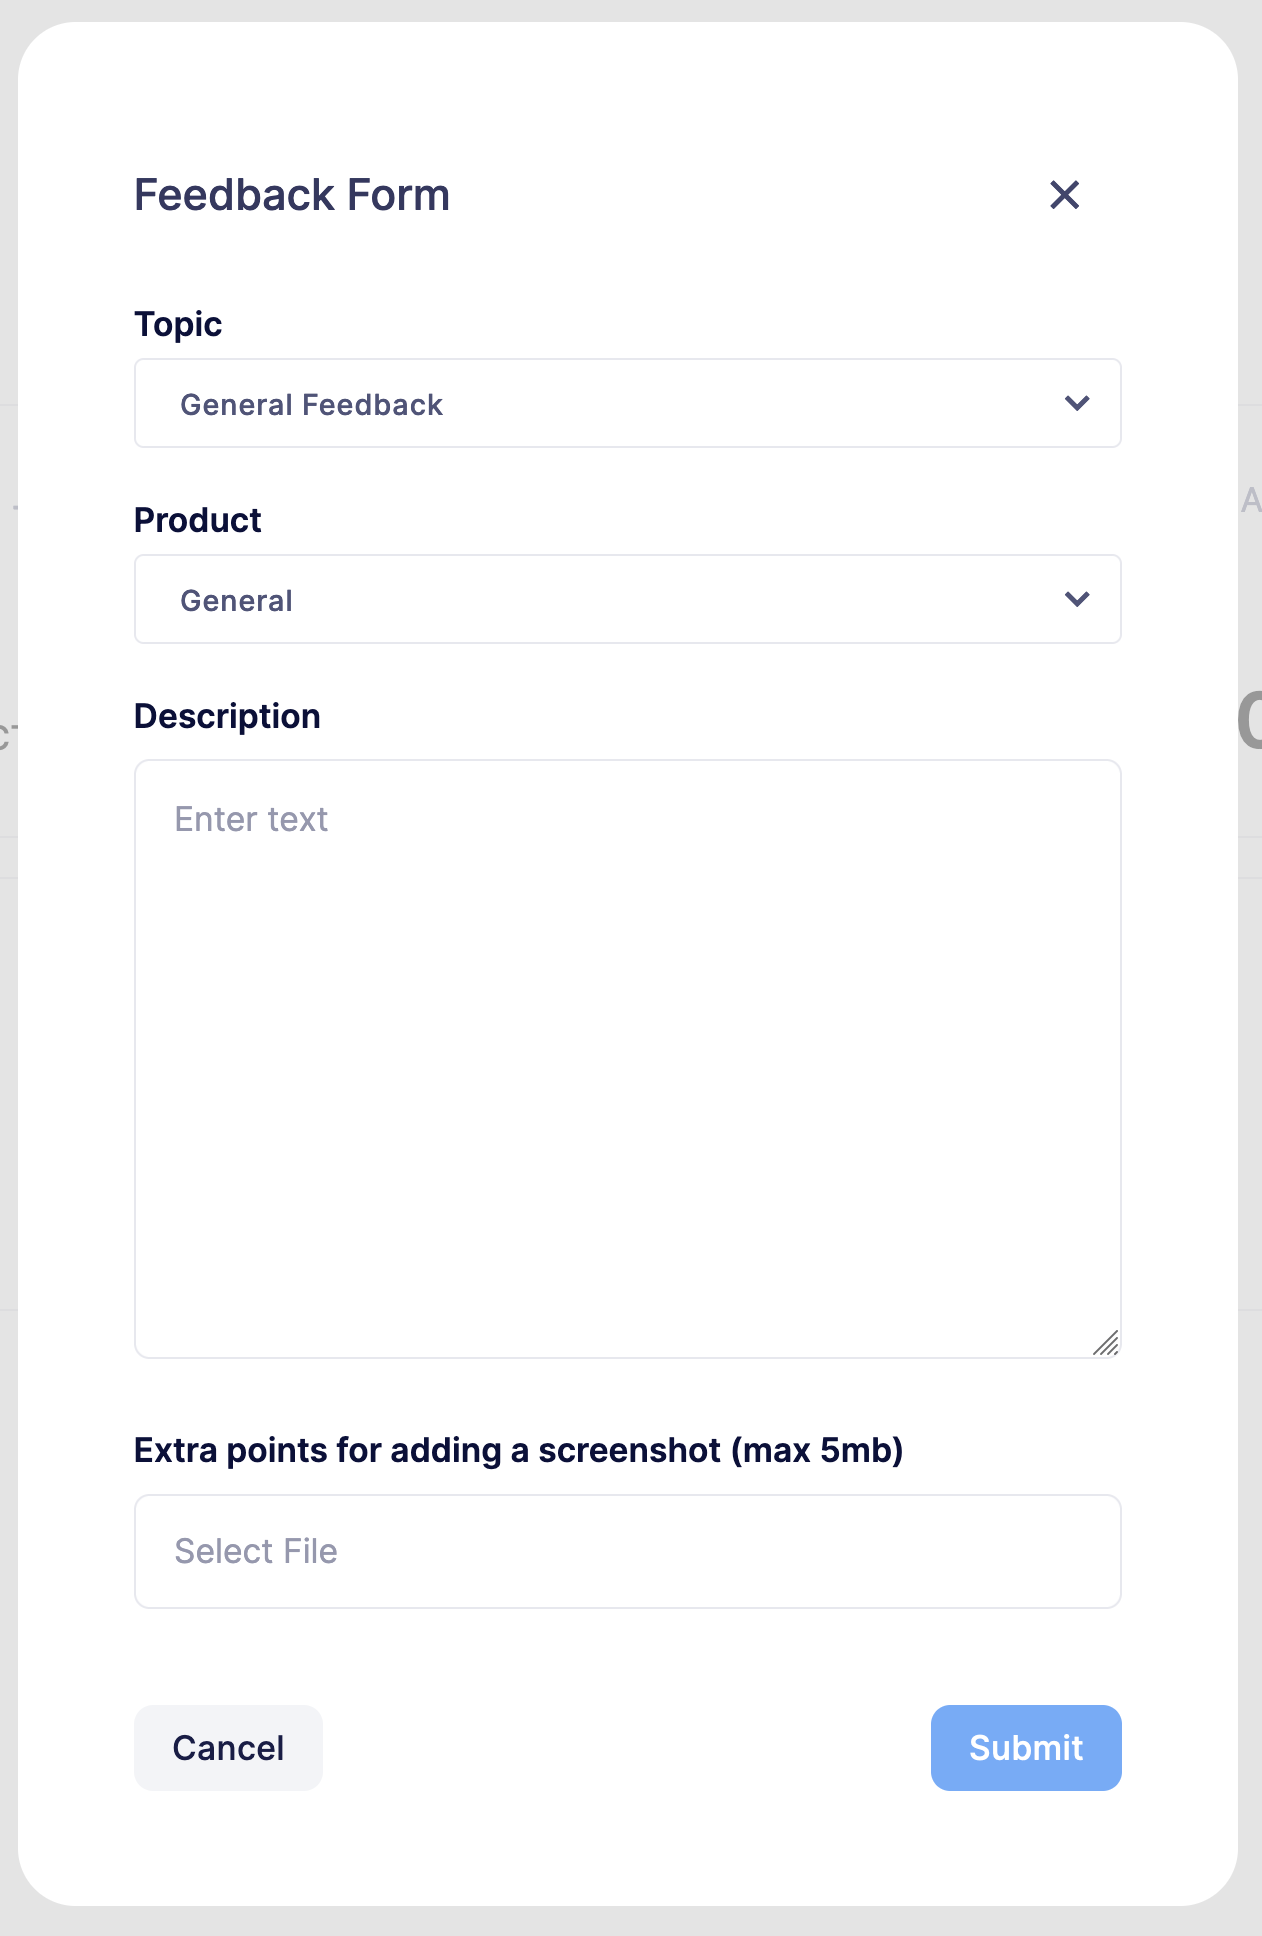 Feedback Form
Topic
General Feedback
Product
General
Description
Enter text
Extra points for adding a screenshot (max 5mb)
Select File
Cancel
Submit